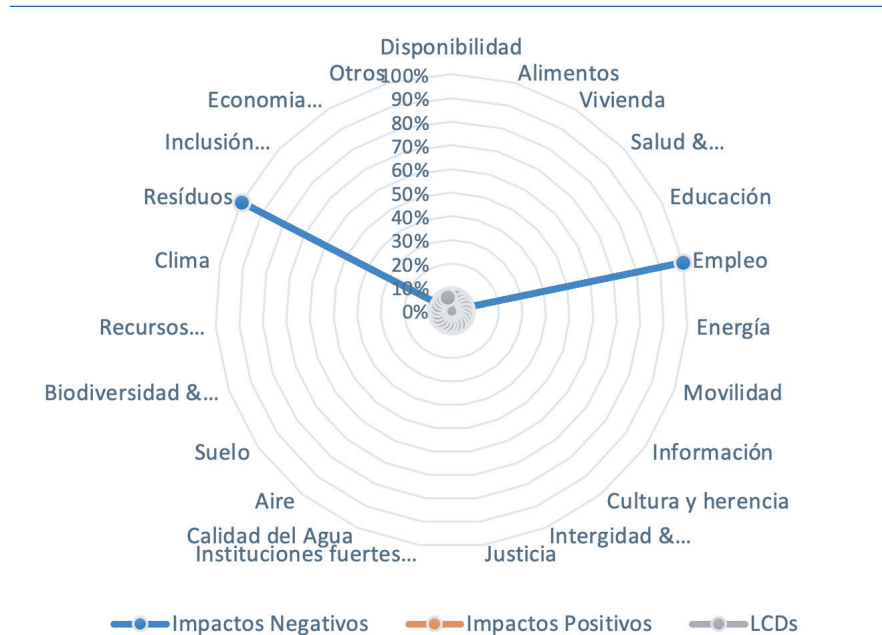 Disponibilidad
Otros
Alimentos
Economia...
Vivienda
Inclusión...
Salud &...
Resíduos
Educación
Clima
Empleo
Recursos...
Energía
Biodiversidad &...
Movilidad
Suelo
Información
Aire
Cultura y herencia
Calidad del Agua
Intergidad &...
Instituciones fuertes...
Justicia
100%
90%
80%
70%
60%
50%
40%
30%
20%
10%
0%
Impactos Negativos
Impactos Positivos
LCDs